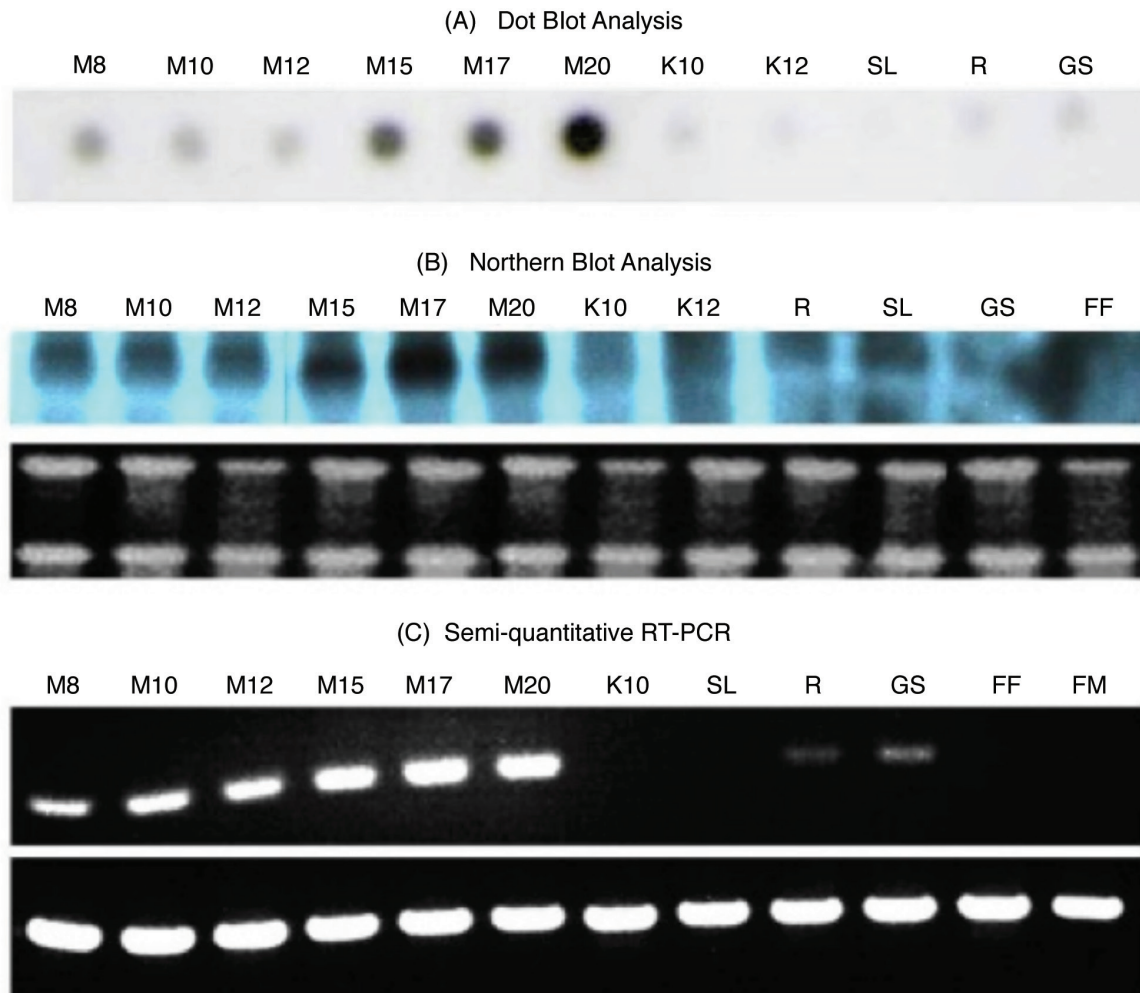 (A) Dot Blot Analysis
M8 M10 M12 M15 M17 M20 K10 K12 SL R GS
(B) Northern Blot Analysis
M8 M10 M12 M15 M17 M20 K10 K12 R SL GS FF
(C) Semi-quantitative RT-PCR
M8 M10 M12 M15 M17 M20 K10 SL R GS FF FM